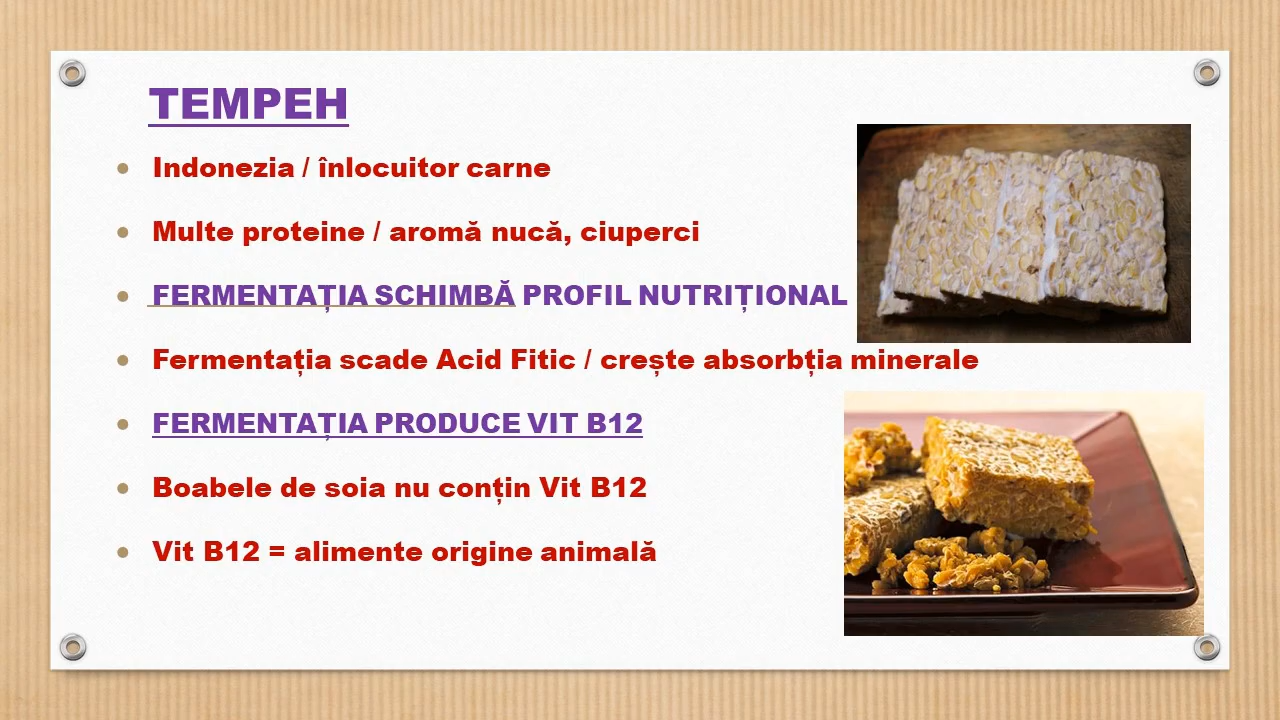 TEMPEH
Indonezia / înlocuitor carne
Multe proteine / aromă nucă, ciuperci
FERMENTAȚIA SCHIMBĂ PROFIL NUTRIȚIONAL
Fermentația scade Acid Fitic / crește absorbția minerale
FERMENTAȚIA PRODUCE VIT B12
Boabele de soia nu conțin Vit B12
Vit B12 = alimente origine animală